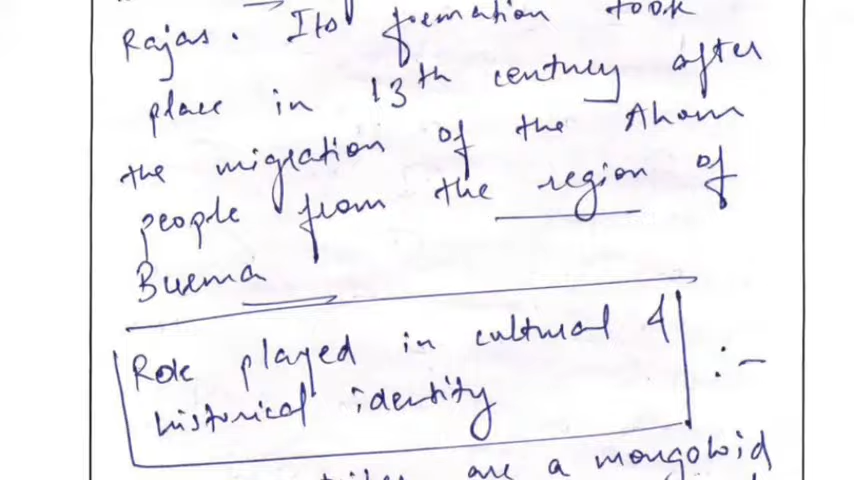 Rajas. Its formation took
place in 13th century after
the migration of the Ahom
people from the region of
Burma
Role played in cultural &
historical identity :-
tribes are a mongoloid